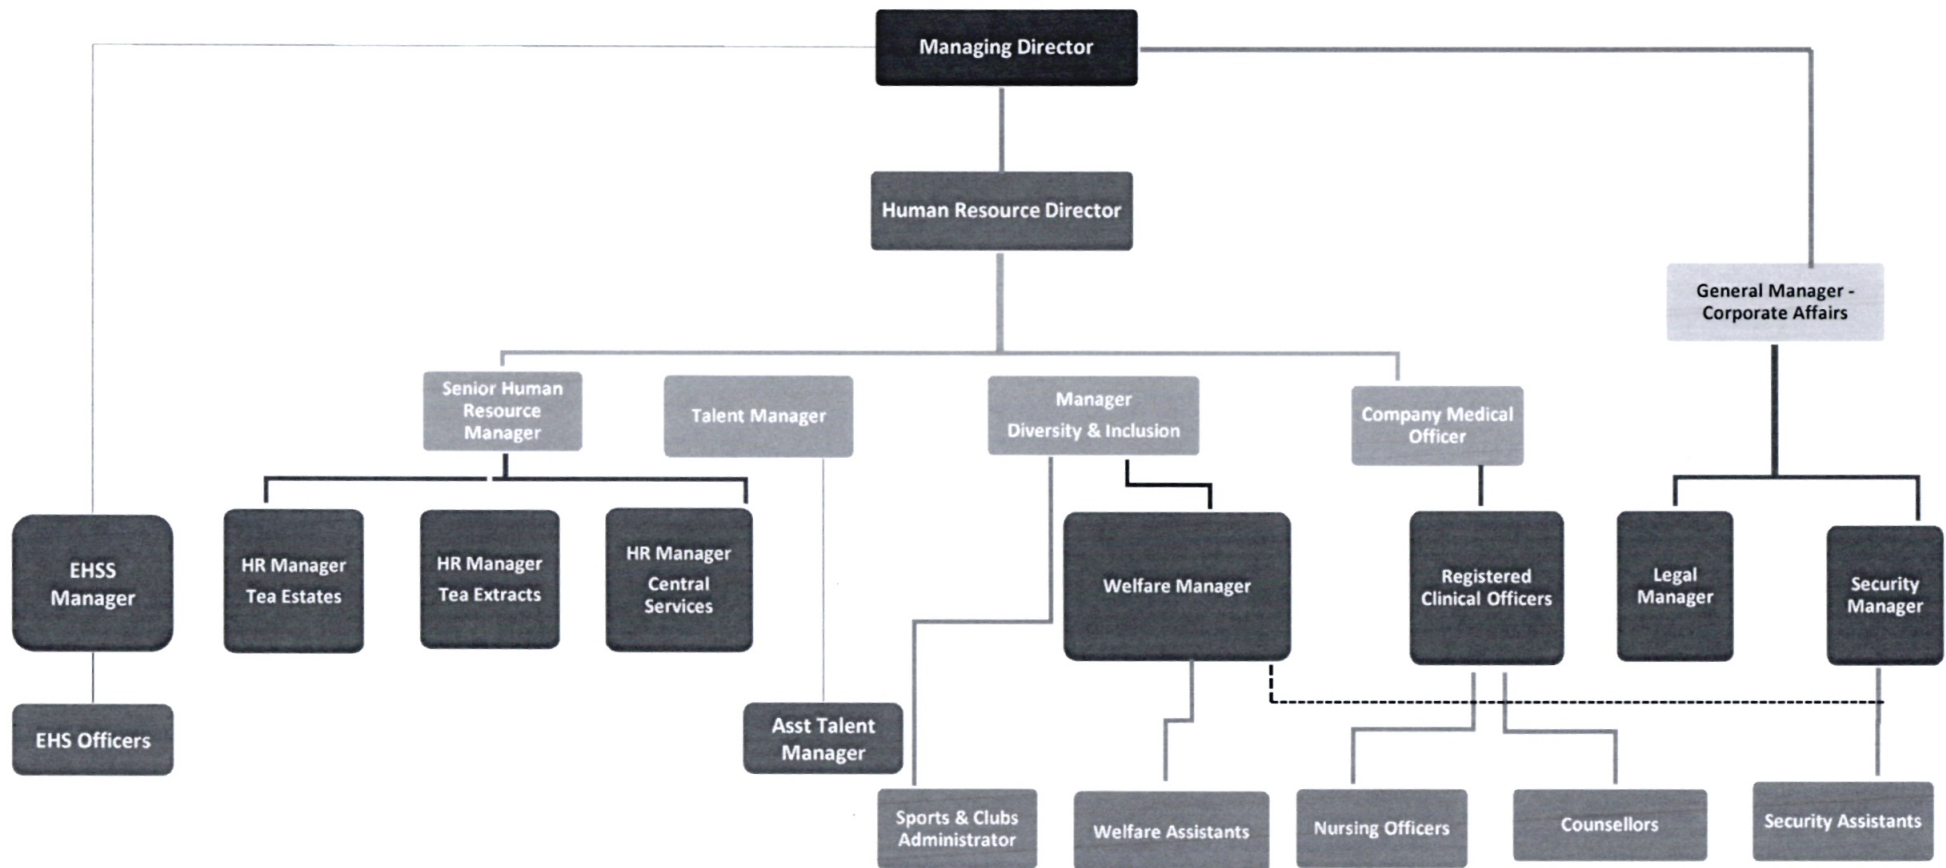 Managing Director
Human Resource Director
General Manager -
Corporate Affairs
Senior Human
Resource
Manager
Talent Manager
Manager
Diversity & Inclusion
Company Medical
Officer
EHSS
Manager
HR Manager
Tea Estates
HR Manager
Tea Extracts
HR Manager
Central
Services
Welfare Manager
Registered
Clinical Officers
Legal
Manager
Security
Manager
EHS Officers
Asst Talent
Manager
Sports & Clubs
Administrator
Welfare Assistants
Nursing Officers
Counsellors
Security Assistants